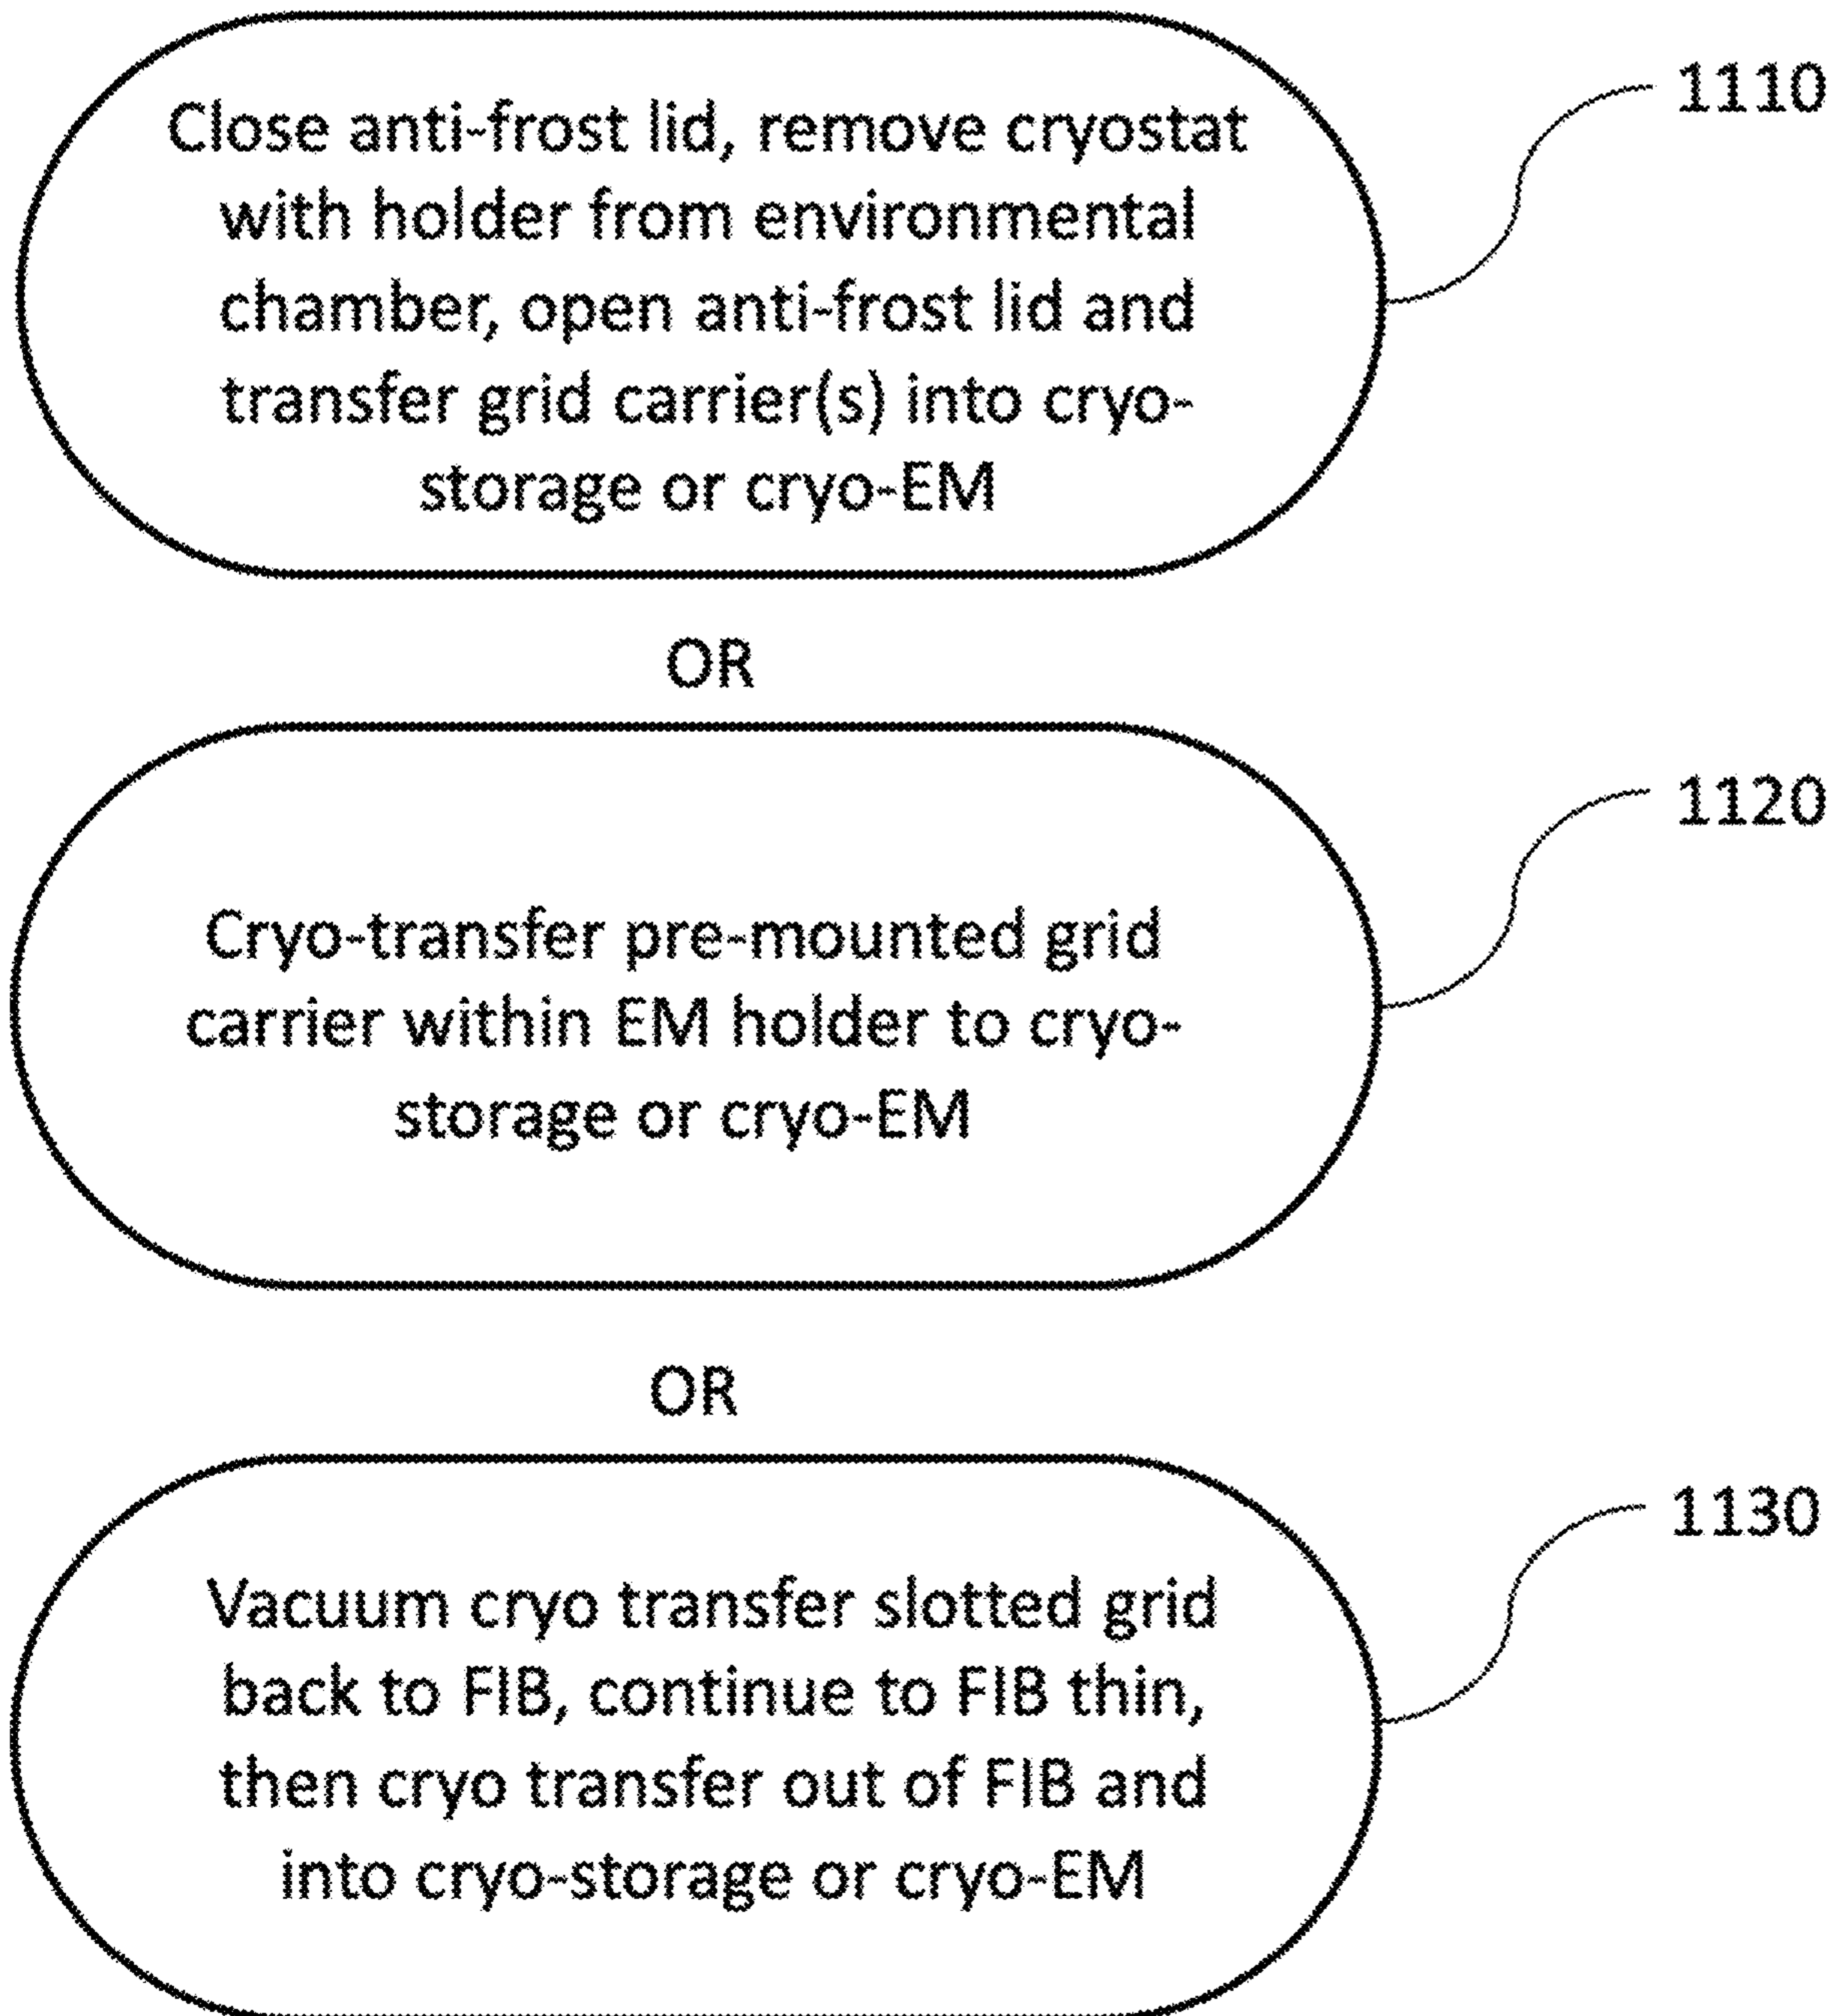 Close anti-frost lid, remove cryostat
with holder from environmental
chamber, open anti-frost lid and
transfer grid carrier(s) into cryo-
storage or cryo-EM
1110
OR
Cryo-transfer pre-mounted grid
carrier within EM holder to cryo-
storage or cryo-EM
1120
OR
Vacuum cryo transfer slotted grid
back to FIB, continue to FIB thin,
then cryo transfer out of FIB and
into cryo-storage or cryo-EM
1130